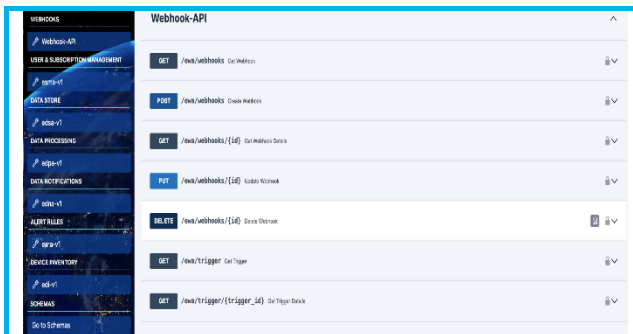 WEBHOOKS
Webhook-API
USER & SUBSCRIPTION MANAGEMENT
esma-v1
DATA STORE
edsa-v1
DATA PROCESSING
edpa-v1
DATA NOTIFICATIONS
edna-v1
ALERT RULES
eara-v1
DEVICE INVENTORY
edi-v1
SCHEMAS
Go to Schemas
Webhook-API
GET /ewa/webhooks Get Webhook
POST /ewa/webhooks Create Webhook
GET /ewa/webhooks/{id} Get Webhook Details
PUT /ewa/webhooks/{id} Update Webhook
DELETE /ewa/webhooks/{id} Delete Webhook
GET /ewa/trigger Get Trigger
GET /ewa/trigger/{trigger_id} Get Trigger Details